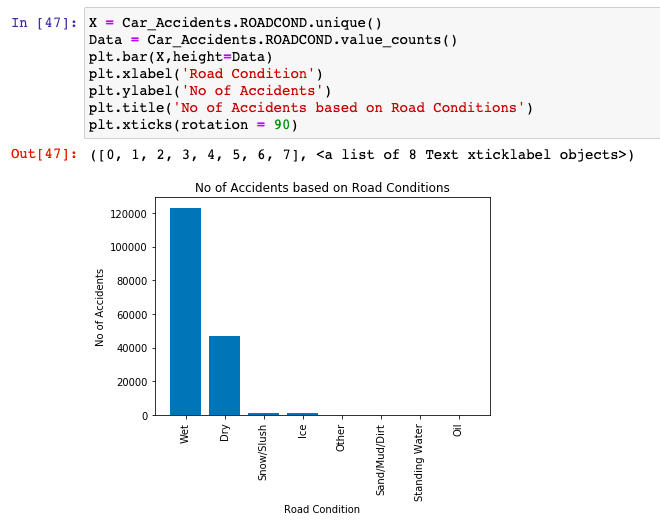 In [47]: X = Car_Accidents.ROADCOND.unique()
Data = Car_Accidents.ROADCOND.value_counts()
plt.bar(X,height=Data)
plt.xlabel('Road Condition')
plt.ylabel('No of Accidents')
plt.title('No of Accidents based on Road Conditions')
plt.xticks(rotation = 90)
Out[47]: ([0, 1, 2, 3, 4, 5, 6, 7], <a list of 8 Text xticklabel objects>)
No of Accidents based on Road Conditions
120000
100000
80000
60000
40000
20000
0
No of Accidents
Wet
Dry
Snow/Slush
Ice
Other
Sand/Mud/Dirt
Standing Water
Oil
Road Condition